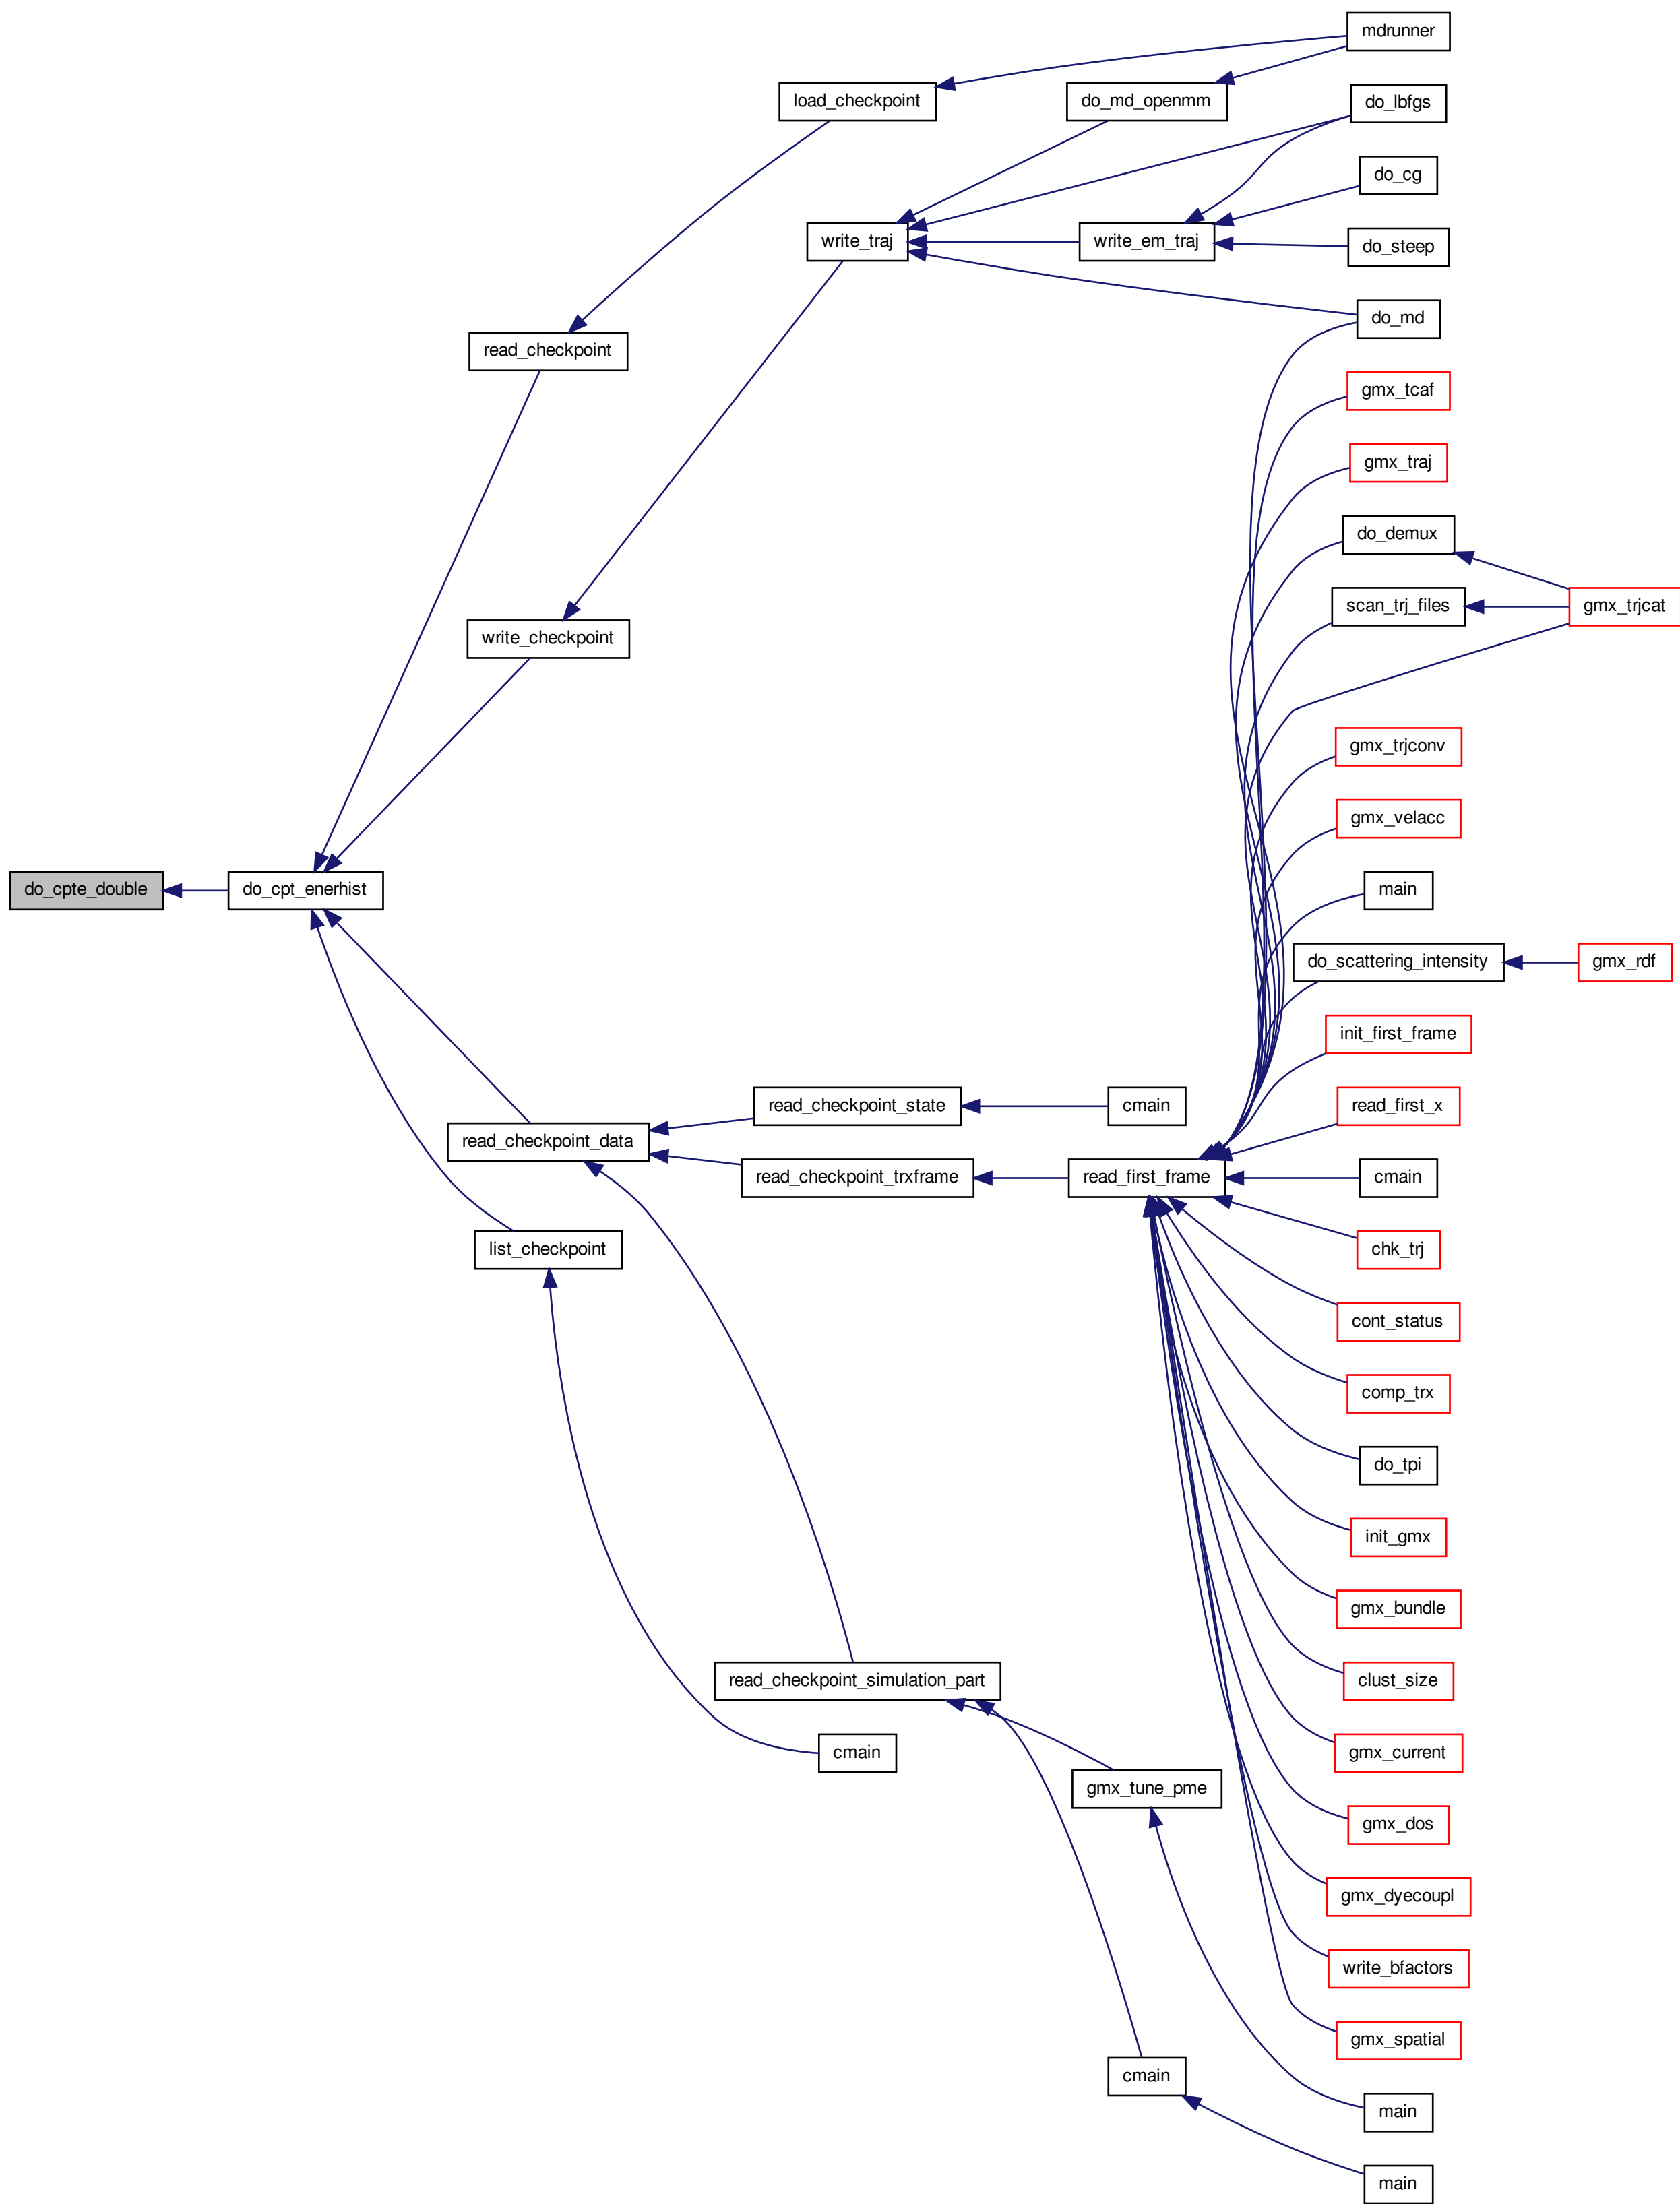 mdrunner
load_checkpoint
do_md_openmm
do_lbfgs
do_cg
write_traj
write_em_traj
do_steep
do_md
read_checkpoint
gmx_tcaf
gmx_traj
do_demux
scan_trj_files
gmx_trjcat
write_checkpoint
gmx_trjconv
gmx_velacc
do_cpte_double
do_cpt_enerhist
main
do_scattering_intensity
gmx_rdf
init_first_frame
read_checkpoint_state
cmain
read_first_x
read_checkpoint_data
read_checkpoint_trxframe
read_first_frame
cmain
list_checkpoint
chk_trj
cont_status
comp_trx
do_tpi
init_gmx
gmx_bundle
read_checkpoint_simulation_part
clust_size
cmain
gmx_current
gmx_tune_pme
gmx_dos
gmx_dyecoupl
write_bfactors
gmx_spatial
cmain
main
main